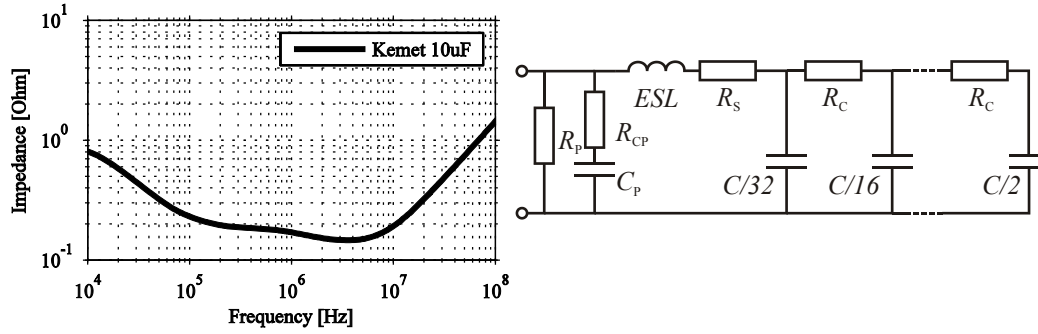 10^1
10^0
10^-1
Impedance [Ohm]
Kemet 10uF
10^4 10^5 10^6 10^7 10^8
Frequency [Hz]
ESL R_S R_C R_C
R_P R_CP
C_P C/32 C/16 C/2